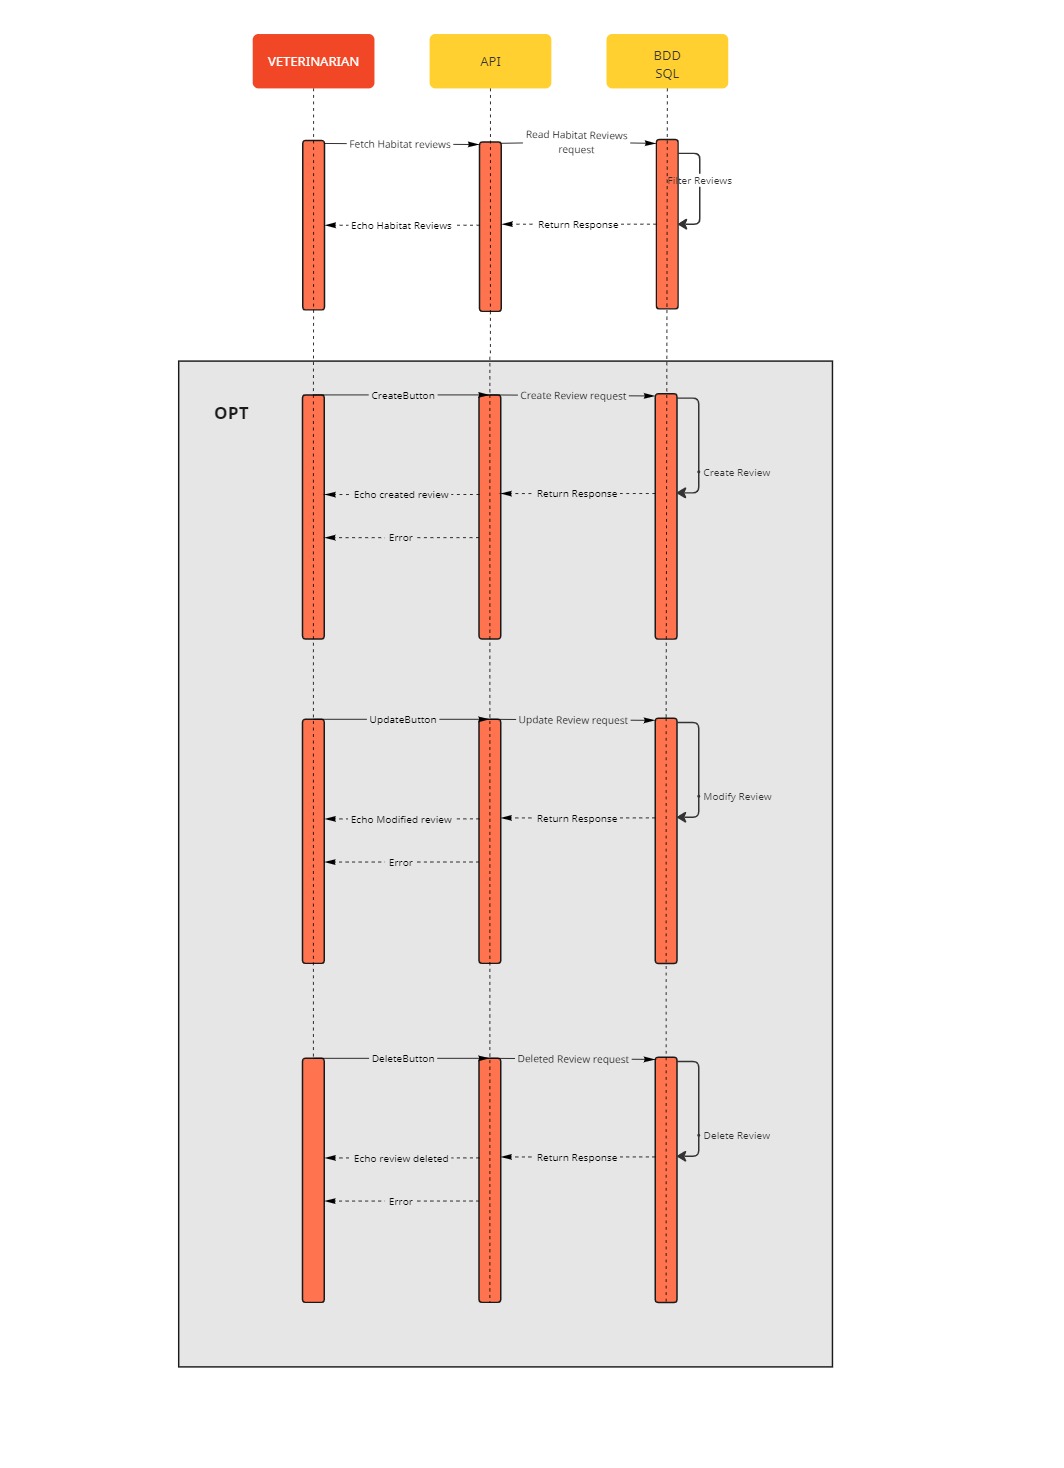 VETERINARIAN
API
BDD
SQL
Fetch Habitat reviews
Read Habitat Reviews
request
Filter Reviews
Echo Habitat Reviews
Return Response
OPT
CreateButton
Create Review request
Create Review
Echo created review
Return Response
Error
UpdateButton
Update Review request
Modify Review
Echo Modified review
Return Response
Error
DeleteButton
Deleted Review request
Delete Review
Echo review deleted
Return Response
Error